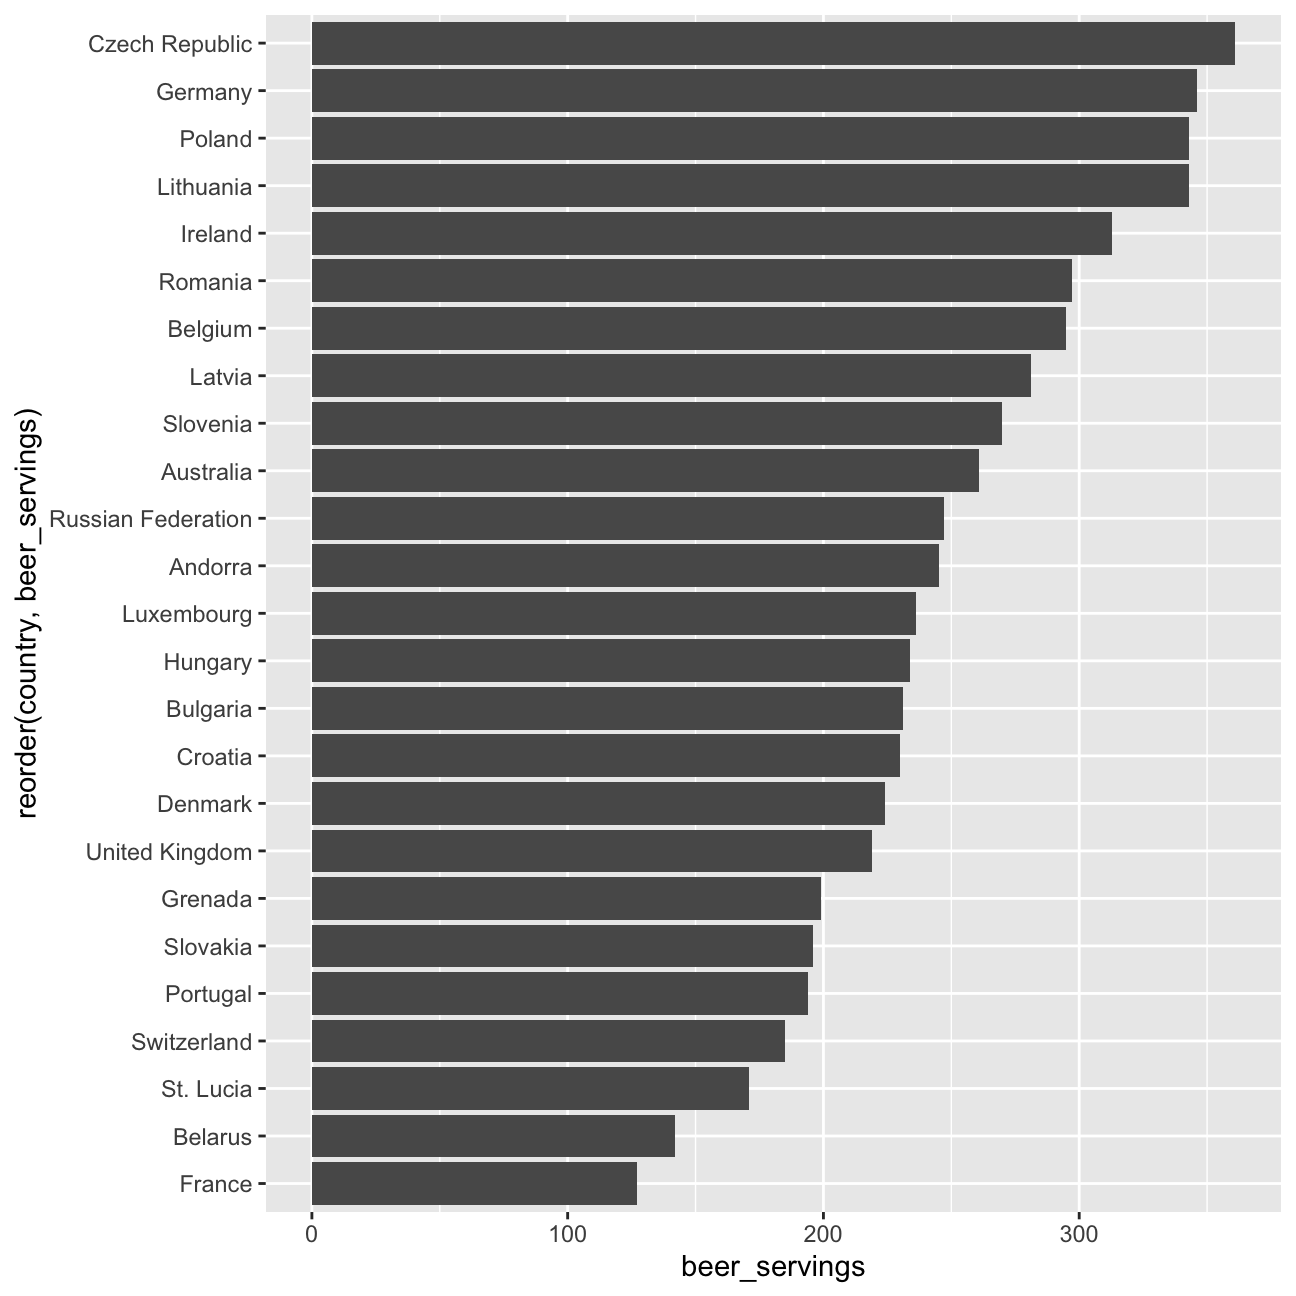 reorder(country, beer_servings)
Czech Republic
Germany
Poland
Lithuania
Ireland
Romania
Belgium
Latvia
Slovenia
Australia
Russian Federation
Andorra
Luxembourg
Hungary
Bulgaria
Croatia
Denmark
United Kingdom
Grenada
Slovakia
Portugal
Switzerland
St. Lucia
Belarus
France
0 100 200 300
beer_servings